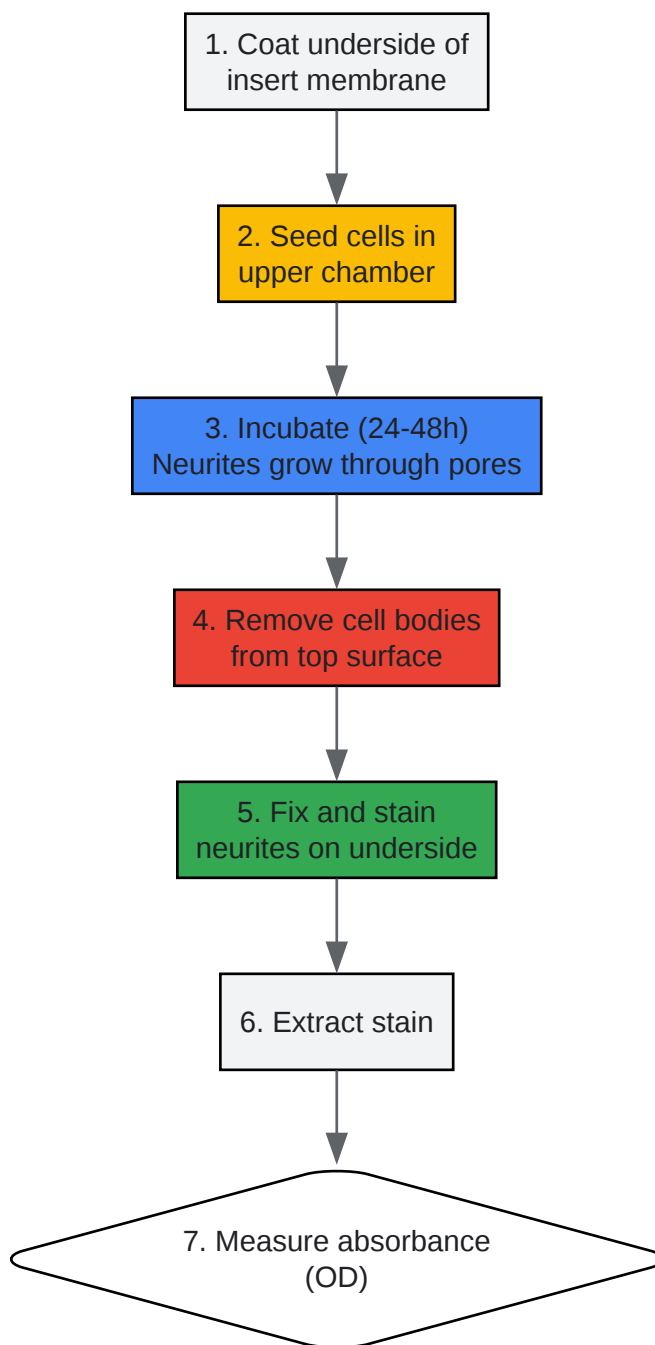 1. Coat underside of
insert membrane
2. Seed cells in
upper chamber
3. Incubate (24-48h)
Neurites grow through pores
4. Remove cell bodies
from top surface
5. Fix and stain
neurites on underside
6. Extract stain
7. Measure absorbance
(OD)